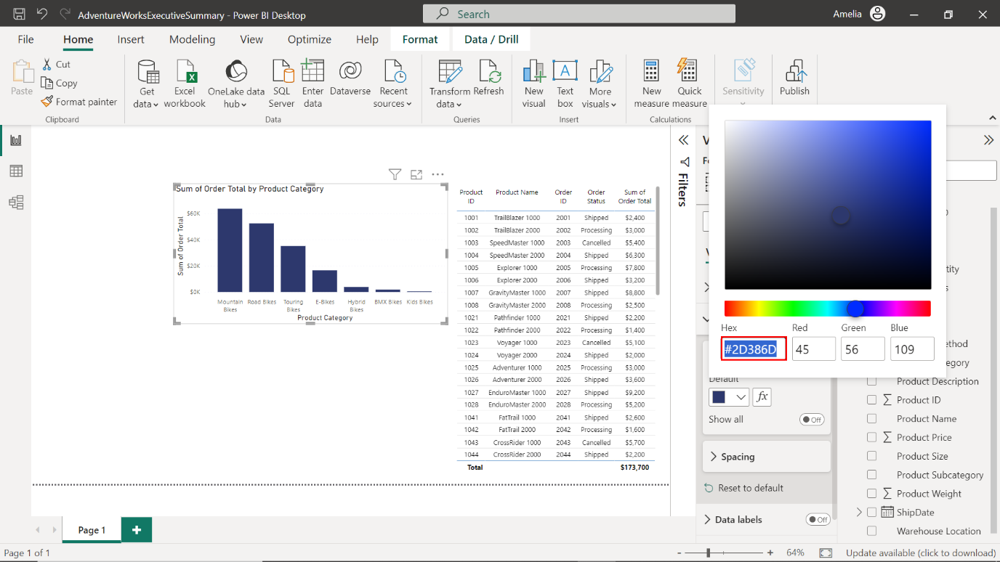 AdventureWorksExecutiveSummary - Power BI Desktop
Search
Amelia
File Home Insert Modeling View Optimize Help Format Data / Drill
Paste
Cut
Copy
Format painter
Clipboard
Get data
Excel workbook
OneLake data hub
SQL Server
Enter data
Dataverse
Recent sources
Data
Transform data
Refresh
Queries
New visual
Text box
More visuals
Insert
New measure
Quick measure
Calculations
Sensitivity
Publish
Sum of Order Total by Product Category
Sum of Order Total
$60K
$40K
$20K
$0K
Mountain Bikes
Road Bikes
Touring Bikes
E-Bikes
Hybrid Bikes
BMX Bikes
Kids Bikes
Product Category
Product ID Product Name Order ID Order Status Sum of Order Total
1001 TrailBlazer 1000 2001 Shipped $2,400
1002 TrailBlazer 2000 2002 Processing $3,000
1003 SpeedMaster 1000 2003 Cancelled $5,400
1004 SpeedMaster 2000 2004 Shipped $6,300
1005 Explorer 1000 2005 Processing $7,800
1006 Explorer 2000 2006 Shipped $3,200
1007 GravityMaster 1000 2007 Shipped $8,800
1008 GravityMaster 2000 2008 Processing $2,500
1021 Pathfinder 1000 2021 Shipped $2,200
1022 Pathfinder 2000 2022 Processing $1,400
1023 Voyager 1000 2023 Cancelled $5,100
1024 Voyager 2000 2024 Shipped $2,000
1025 Adventurer 1000 2025 Processing $3,000
1026 Adventurer 2000 2026 Shipped $3,600
1027 EnduroMaster 1000 2027 Shipped $9,200
1028 EnduroMaster 2000 2028 Processing $5,200
1041 FatTrail 1000 2041 Shipped $2,600
1042 FatTrail 2000 2042 Processing $1,600
1043 CrossRider 1000 2043 Cancelled $5,700
1044 CrossRider 2000 2044 Shipped $2,200
Total $173,700
Filters
Hex Red Green Blue
#2D386D 45 56 109
Default
fx
Show all Off
Spacing
Reset to default
Data labels Off
Product Description
Product ID
Product Name
Product Price
Product Size
Product Subcategory
Product Weight
ShipDate
Warehouse Location
Page 1
Page 1 of 1
- + 64%
Update available (click to download)